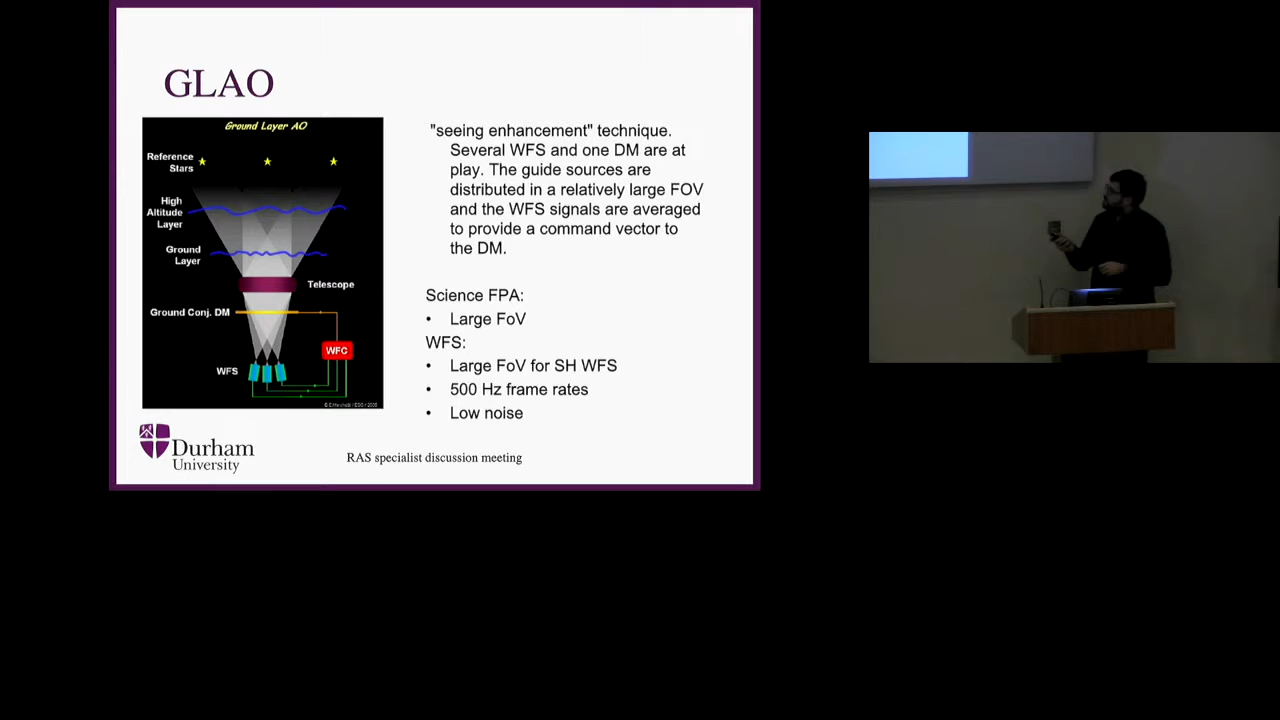 GLAO
Ground Layer AO
Reference
Stars
High
Altitude
Layer
Ground
Layer
Telescope
Ground Conj. DM
WFC
WFS
"seeing enhancement" technique.
Several WFS and one DM are at
play. The guide sources are
distributed in a relatively large FOV
and the WFS signals are averaged
to provide a command vector to
the DM.
Science FPA:
• Large FoV
WFS:
• Large FoV for SH WFS
• 500 Hz frame rates
• Low noise
Durham
University
RAS specialist discussion meeting